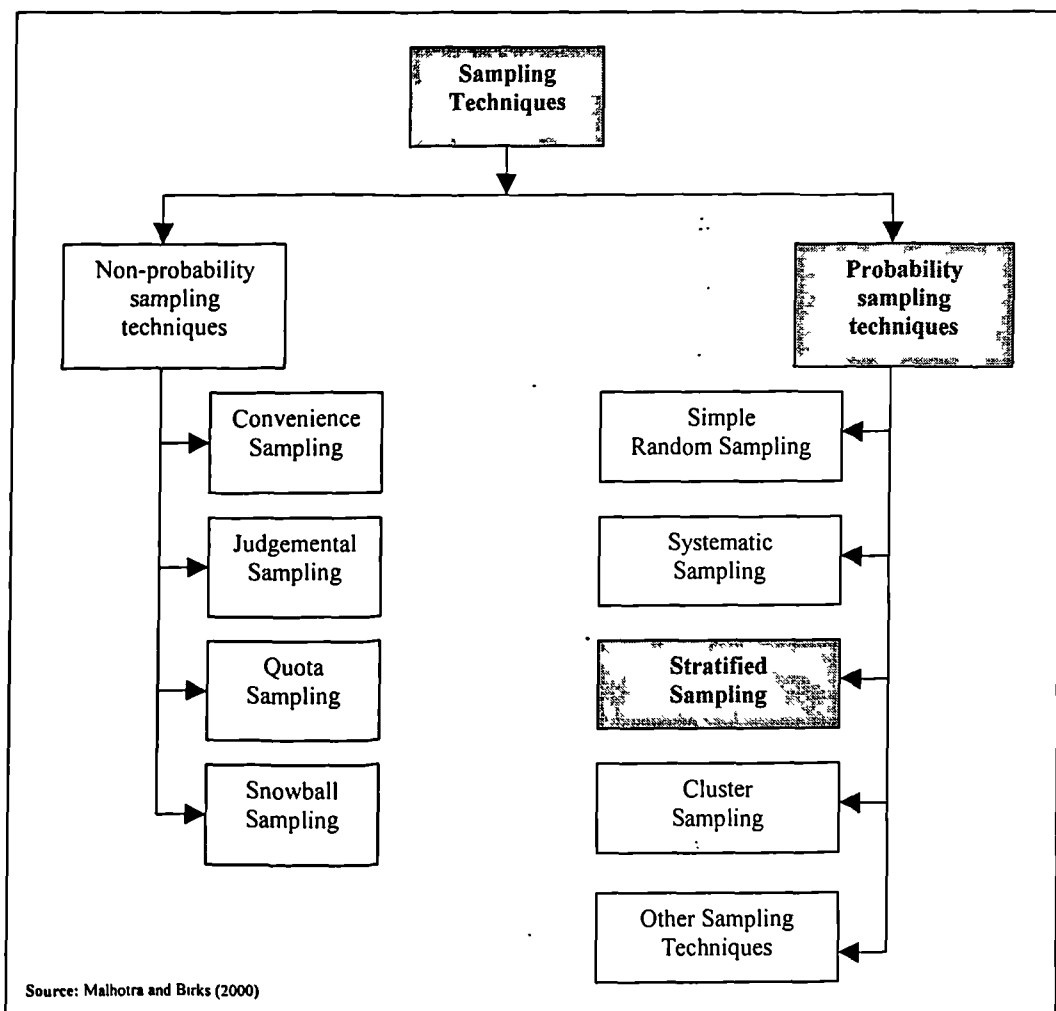 Sampling
Techniques
Non-probability
sampling
techniques
Probability
sampling
techniques
Convenience
Sampling
Judgemental
Sampling
Quota
Sampling
Snowball
Sampling
Simple
Random Sampling
Systematic
Sampling
Stratified
Sampling
Cluster
Sampling
Other Sampling
Techniques
Source: Malhotra and Birks (2000)